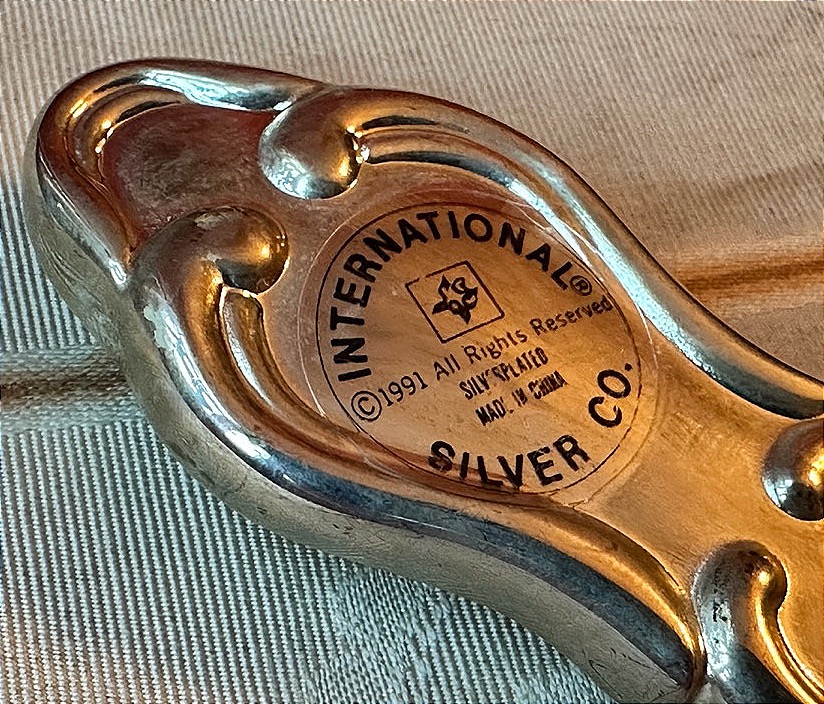 INTERNATIONAL®
©1991 All Rights Reserved
SILVERPLATED
MADE IN CHINA
SILVER CO.